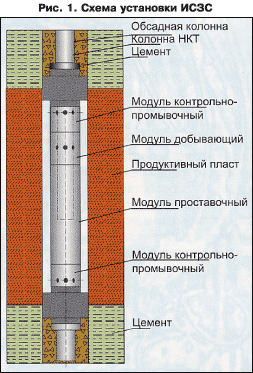 Рис. 1. Схема установки ИСЗС
Обсадная колонна
Колонна НКТ
Цемент
Модуль контрольно-
промывочный
Модуль добывающий
Продуктивный пласт
Модуль проставочный
Модуль контрольно-
промывочный
Цемент